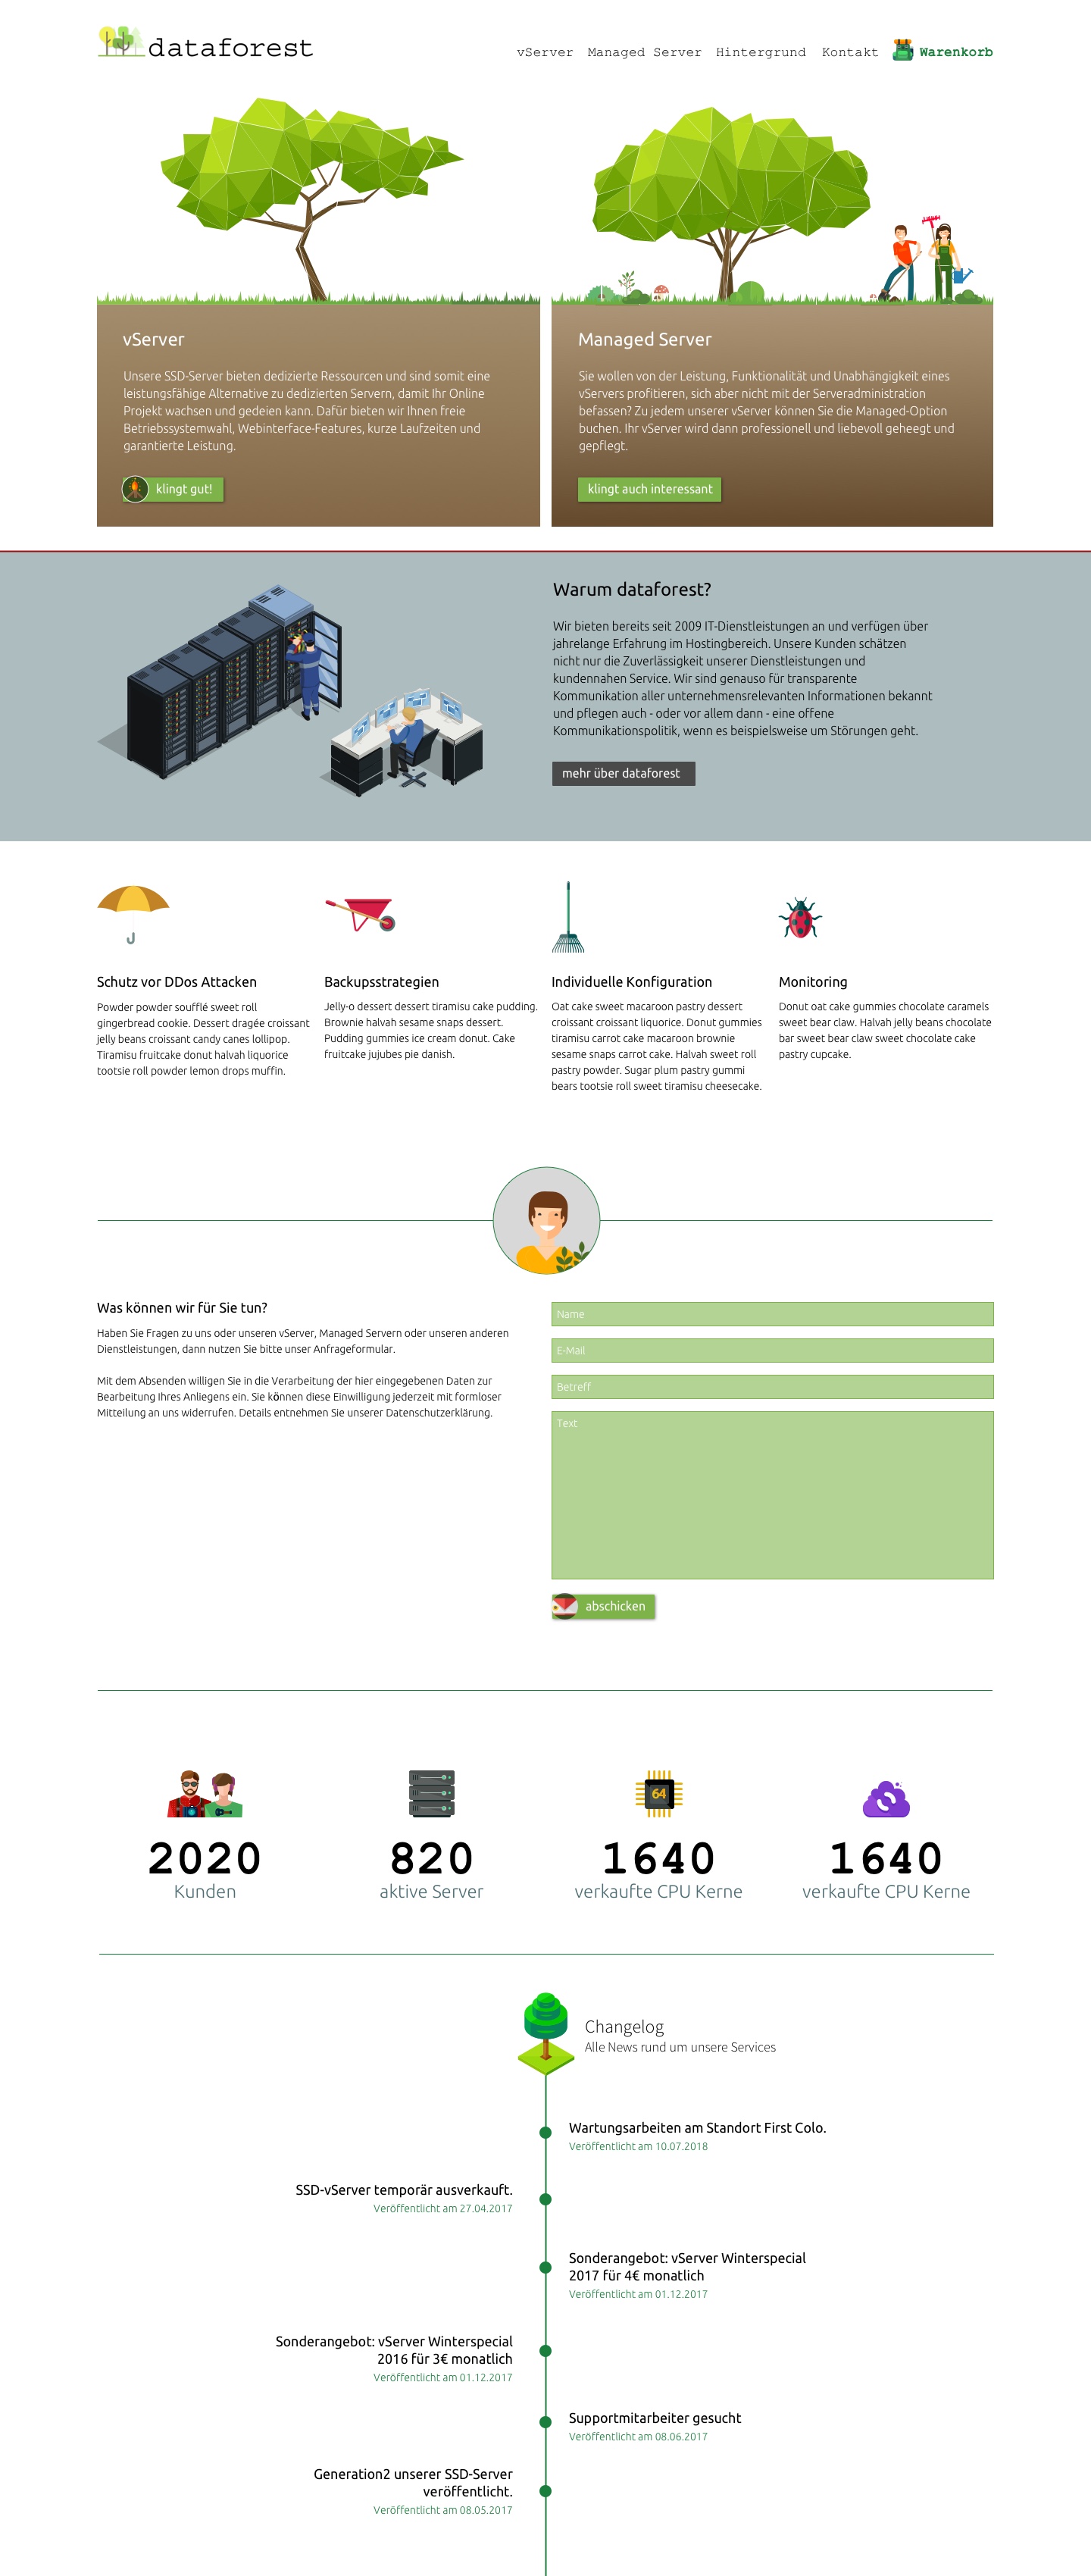 dataforest
vServer Managed Server Hintergrund Kontakt Warenkorb
vServer
Unsere SSD-Server bieten dedizierte Ressourcen und sind somit eine
leistungsfähige Alternative zu dedizierten Servern, damit Ihr Online
Projekt wachsen und gedeien kann. Dafür bieten wir Ihnen freie
Betriebssystemwahl, Webinterface-Features, kurze Laufzeiten und
garantierte Leistung.
klingt gut!
Managed Server
Sie wollen von der Leistung, Funktionalität und Unabhängigkeit eines
vServers profitieren, sich aber nicht mit der Serveradministration
befassen? Zu jedem unserer vServer können Sie die Managed-Option
buchen. Ihr vServer wird dann professionell und liebevoll geheegt und
gepflegt.
klingt auch interessant
Warum dataforest?
Wir bieten bereits seit 2009 IT-Dienstleistungen an und verfügen über
jahrelange Erfahrung im Hostingbereich. Unsere Kunden schätzen
nicht nur die Zuverlässigkeit unserer Dienstleistungen und
kundennahen Service. Wir sind genauso für transparente
Kommunikation aller unternehmensrelevanten Informationen bekannt
und pflegen auch - oder vor allem dann - eine offene
Kommunikationspolitik, wenn es beispielsweise um Störungen geht.
mehr über dataforest
Schutz vor DDos Attacken
Powder powder soufflé sweet roll
gingerbread cookie. Dessert dragée croissant
jelly beans croissant candy canes lollipop.
Tiramisu fruitcake donut halvah liquorice
tootsie roll powder lemon drops muffin.
Backupsstrategien
Jelly-o dessert dessert tiramisu cake pudding.
Brownie halvah sesame snaps dessert.
Pudding gummies ice cream donut. Cake
fruitcake jujubes pie danish.
Individuelle Konfiguration
Oat cake sweet macaroon pastry dessert
croissant croissant liquorice. Donut gummies
tiramisu carrot cake macaroon brownie
sesame snaps carrot cake. Halvah sweet roll
pastry powder. Sugar plum pastry gummi
bears tootsie roll sweet tiramisu cheesecake.
Monitoring
Donut oat cake gummies chocolate caramels
sweet bear claw. Halvah jelly beans chocolate
bar sweet bear claw sweet chocolate cake
pastry cupcake.
Was können wir für Sie tun?
Haben Sie Fragen zu uns oder unseren vServer, Managed Servern oder unseren anderen
Dienstleistungen, dann nutzen Sie bitte unser Anfrageformular.
Mit dem Absenden willigen Sie in die Verarbeitung der hier eingegebenen Daten zur
Bearbeitung Ihres Anliegens ein. Sie können diese Einwilligung jederzeit mit formloser
Mitteilung an uns widerrufen. Details entnehmen Sie unserer Datenschutzerklärung.
Name
E-Mail
Betreff
Text
abschicken
64
2020
Kunden
820
aktive Server
1640
verkaufte CPU Kerne
1640
verkaufte CPU Kerne
Changelog
Alle News rund um unsere Services
Wartungsarbeiten am Standort First Colo.
Veröffentlicht am 10.07.2018
SSD-vServer temporär ausverkauft.
Veröffentlicht am 27.04.2017
Sonderangebot: vServer Winterspecial
2017 für 4€ monatlich
Veröffentlicht am 01.12.2017
Sonderangebot: vServer Winterspecial
2016 für 3€ monatlich
Veröffentlicht am 01.12.2017
Supportmitarbeiter gesucht
Veröffentlicht am 08.06.2017
Generation2 unserer SSD-Server
veröffentlicht.
Veröffentlicht am 08.05.2017